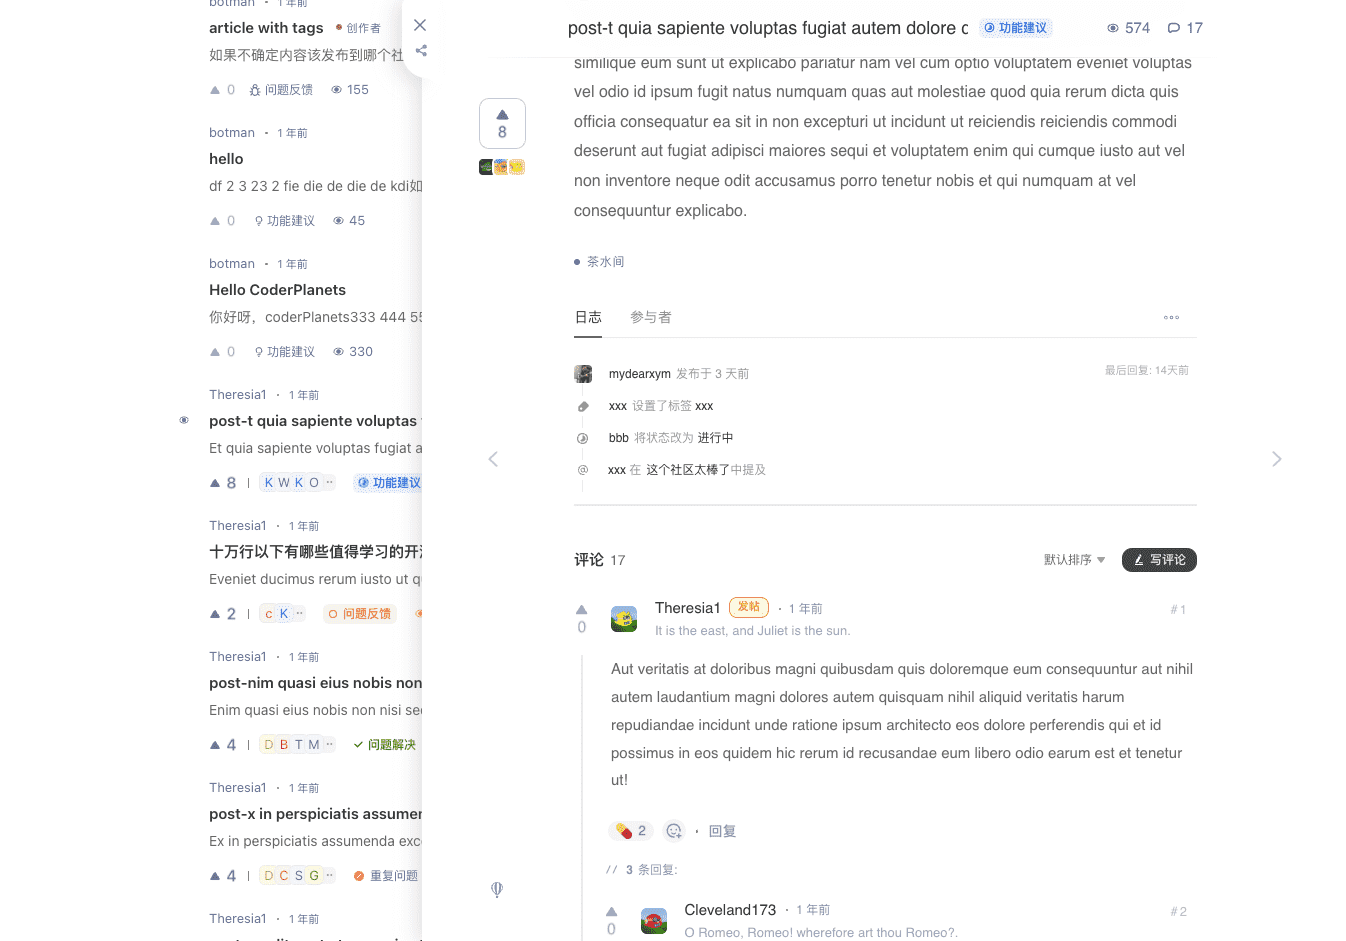 botman · 1 年前
article with tags 创作者
如果不确定内容该发布到哪个社
0 问题反馈 155
botman · 1 年前
hello
df 2 3 23 2 fie die de die de kdi如
0 功能建议 45
botman · 1 年前
Hello CoderPlanets
你好呀，coderPlanets333 444 55
0 功能建议 330
Theresia1 · 1 年前
post-t quia sapiente voluptas
Et quia sapiente voluptas fugiat a
8 | K W K O ·· 功能建议
Theresia1 · 1 年前
十万行以下有哪些值得学习的开
Eveniet ducimus rerum iusto ut q
2 | c K ·· 问题反馈
Theresia1 · 1 年前
post-nim quasi eius nobis non
Enim quasi eius nobis non nisi se
4 | D B T M ·· 问题解决
Theresia1 · 1 年前
post-x in perspiciatis assume
Ex in perspiciatis assumenda exc
4 | D C S G ·· 重复问题
Theresia1 · 1 年前
post-t quia sapiente voluptas fugiat autem dolore 功能建议 574 17
similique eum sunt ut explicabo pariatur nam vel cum optio voluptatem eveniet voluptas
vel odio id ipsum fugit natus numquam quas aut molestiae quod quia rerum dicta quis
officia consequatur ea sit in non excepturi ut incidunt ut reiciendis reiciendis commodi
deserunt aut fugiat adipisci maiores sequi et voluptatem enim qui cumque iusto aut vel
non inventore neque odit accusamus porro tenetur nobis et qui numquam at vel
consequuntur explicabo.
8
茶水间
日志 参与者
mydearxym 发布于 3 天前 最后回复: 14天前
xxx 设置了标签 xxx
bbb 将状态改为 进行中
@ xxx 在 这个社区太棒了中提及
评论 17 默认排序 写评论
0 Theresia1 发帖 · 1 年前 #1
It is the east, and Juliet is the sun.
Aut veritatis at doloribus magni quibusdam quis doloremque eum consequuntur aut nihil
autem laudantium magni dolores autem quisquam nihil aliquid veritatis harum
repudiandae incidunt unde ratione ipsum architecto eos dolore perferendis qui et id
possimus in eos quidem hic rerum id recusandae eum libero odio earum est et tenetur
ut!
2 · 回复
// 3 条回复:
0 Cleveland173 · 1 年前 #2
O Romeo, Romeo! wherefore art thou Romeo?.